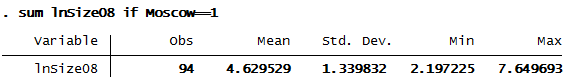 . sum lnSize08 if Moscow==1
Variable | Obs Mean Std. Dev. Min Max
lnSize08 | 94 4.629529 1.339832 2.197225 7.649693